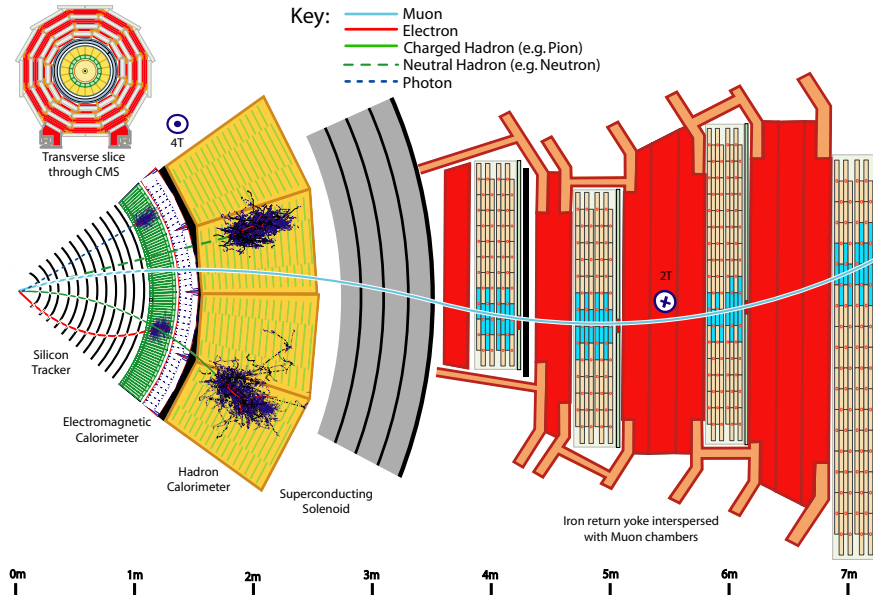 Key:
Muon
Electron
Charged Hadron (e.g. Pion)
Neutral Hadron (e.g. Neutron)
Photon
Transverse slice
through CMS
4T
2T
Silicon
Tracker
Electromagnetic
Calorimeter
Hadron
Calorimeter
Superconducting
Solenoid
Iron return yoke interspersed
with Muon chambers
0m
1m
2m
3m
4m
5m
6m
7m